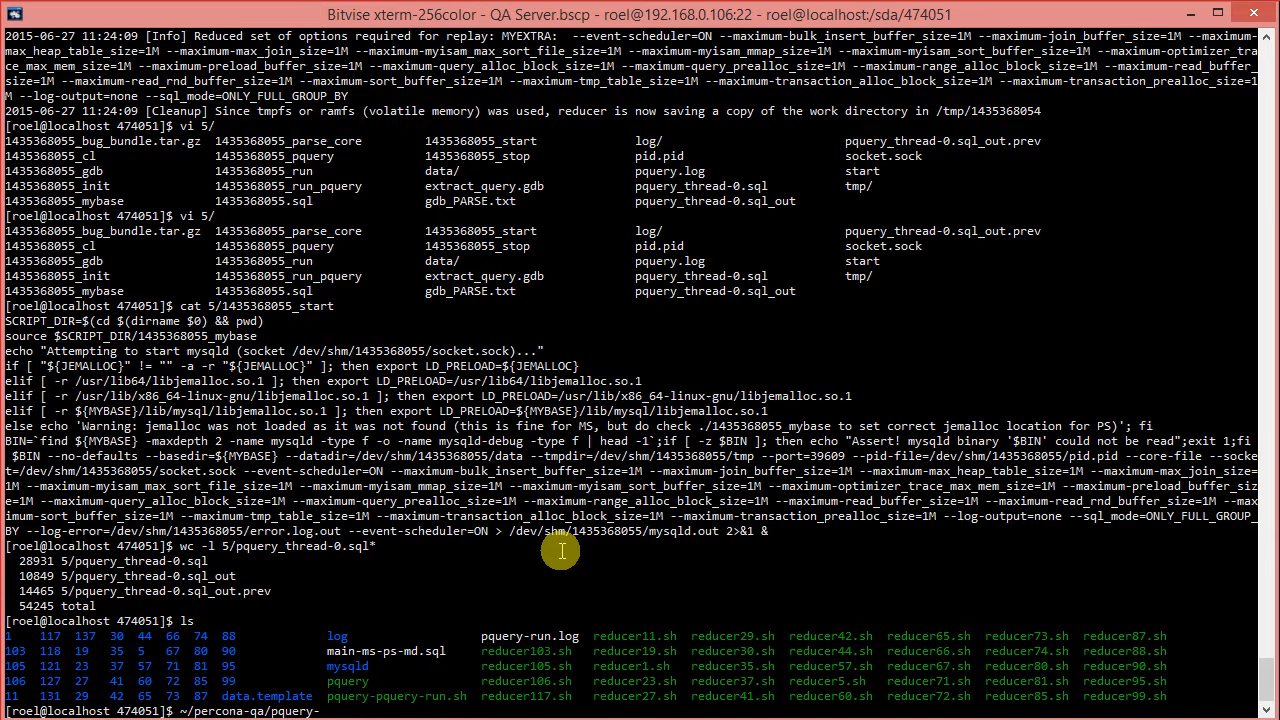 Bitvise xterm-256color - QA Server.bscp - roel@192.168.0.106:22 - roel@localhost:/sda/474051
2015-06-27 11:24:09 [Info] Reduced set of options required for replay: MYEXTRA:  --event-scheduler=ON --maximum-bulk_insert_buffer_size=1M --maximum-join_buffer_size=1M --maximum-
max_heap_table_size=1M --maximum-max_join_size=1M --maximum-myisam_max_sort_file_size=1M --maximum-myisam_mmap_size=1M --maximum-myisam_sort_buffer_size=1M --maximum-optimizer_tra
ce_max_mem_size=1M --maximum-preload_buffer_size=1M --maximum-query_alloc_block_size=1M --maximum-query_prealloc_size=1M --maximum-range_alloc_block_size=1M --maximum-read_buffer_
size=1M --maximum-read_rnd_buffer_size=1M --maximum-sort_buffer_size=1M --maximum-tmp_table_size=1M --maximum-transaction_alloc_block_size=1M --maximum-transaction_prealloc_size=1
M --log-output=none --sql_mode=ONLY_FULL_GROUP_BY
2015-06-27 11:24:09 [Cleanup] Since tmpfs or ramfs (volatile memory) was used, reducer is now saving a copy of the work directory in /tmp/1435368054
[roel@localhost 474051]$ vi 5/
1435368055_bug_bundle.tar.gz  1435368055_parse_core  1435368055_start  log/  pquery_thread-0.sql_out.prev
1435368055_cl  1435368055_pquery  1435368055_stop  pid.pid  socket.sock
1435368055_gdb  1435368055_run  data/  pquery.log  start
1435368055_init  1435368055_run_pquery  extract_query.gdb  pquery_thread-0.sql  tmp/
1435368055_mybase  1435368055.sql  gdb_PARSE.txt  pquery_thread-0.sql_out
[roel@localhost 474051]$ vi 5/
1435368055_bug_bundle.tar.gz  1435368055_parse_core  1435368055_start  log/  pquery_thread-0.sql_out.prev
1435368055_cl  1435368055_pquery  1435368055_stop  pid.pid  socket.sock
1435368055_gdb  1435368055_run  data/  pquery.log  start
1435368055_init  1435368055_run_pquery  extract_query.gdb  pquery_thread-0.sql  tmp/
1435368055_mybase  1435368055.sql  gdb_PARSE.txt  pquery_thread-0.sql_out
[roel@localhost 474051]$ cat 5/1435368055_start
SCRIPT_DIR=$(cd $(dirname $0) && pwd)
source $SCRIPT_DIR/1435368055_mybase
echo "Attempting to start mysqld (socket /dev/shm/1435368055/socket.sock)..."
if [ "${JEMALLOC}" != "" -a -r "${JEMALLOC}" ]; then export LD_PRELOAD=${JEMALLOC}
elif [ -r /usr/lib64/libjemalloc.so.1 ]; then export LD_PRELOAD=/usr/lib64/libjemalloc.so.1
elif [ -r /usr/lib/x86_64-linux-gnu/libjemalloc.so.1 ]; then export LD_PRELOAD=/usr/lib/x86_64-linux-gnu/libjemalloc.so.1
elif [ -r ${MYBASE}/lib/mysql/libjemalloc.so.1 ]; then export LD_PRELOAD=${MYBASE}/lib/mysql/libjemalloc.so.1
else echo 'Warning: jemalloc was not loaded as it was not found (this is fine for MS, but do check ./1435368055_mybase to set correct jemalloc location for PS)'; fi
BIN=`find ${MYBASE} -maxdepth 2 -name mysqld -type f -o -name mysqld-debug -type f | head -1`;if [ -z $BIN ]; then echo "Assert! mysqld binary '$BIN' could not be read";exit 1;fi
 $BIN --no-defaults --basedir=${MYBASE} --datadir=/dev/shm/1435368055/data --tmpdir=/dev/shm/1435368055/tmp --port=39609 --pid-file=/dev/shm/1435368055/pid.pid --core-file --socke
t=/dev/shm/1435368055/socket.sock --event-scheduler=ON --maximum-bulk_insert_buffer_size=1M --maximum-join_buffer_size=1M --maximum-max_heap_table_size=1M --maximum-max_join_size=
1M --maximum-myisam_max_sort_file_size=1M --maximum-myisam_mmap_size=1M --maximum-myisam_sort_buffer_size=1M --maximum-optimizer_trace_max_mem_size=1M --maximum-preload_buffer_siz
e=1M --maximum-query_alloc_block_size=1M --maximum-query_prealloc_size=1M --maximum-range_alloc_block_size=1M --maximum-read_buffer_size=1M --maximum-read_rnd_buffer_size=1M --max
imum-sort_buffer_size=1M --maximum-tmp_table_size=1M --maximum-transaction_alloc_block_size=1M --maximum-transaction_prealloc_size=1M --log-output=none --sql_mode=ONLY_FULL_GROUP_
BY --log-error=/dev/shm/1435368055/error.log.out --event-scheduler=ON > /dev/shm/1435368055/mysqld.out 2>&1 &
[roel@localhost 474051]$ wc -l 5/pquery_thread-0.sql*
  28931 5/pquery_thread-0.sql
  10849 5/pquery_thread-0.sql_out
  14465 5/pquery_thread-0.sql_out.prev
  54245 total
[roel@localhost 474051]$ ls
1  117  137  30  44  66  74  88  log  pquery-run.log  reducer11.sh  reducer29.sh  reducer42.sh  reducer65.sh  reducer73.sh  reducer87.sh
103  118  19  35  5  67  80  90  main-ms-ps-md.sql  reducer103.sh  reducer19.sh  reducer30.sh  reducer44.sh  reducer66.sh  reducer74.sh  reducer88.sh
105  121  23  37  57  71  81  95  mysqld  reducer105.sh  reducer1.sh  reducer35.sh  reducer57.sh  reducer67.sh  reducer80.sh  reducer90.sh
106  127  27  41  60  72  85  99  pquery  reducer106.sh  reducer23.sh  reducer37.sh  reducer5.sh  reducer71.sh  reducer81.sh  reducer95.sh
11  131  29  42  65  73  87  data.template  pquery-pquery-run.sh  reducer117.sh  reducer27.sh  reducer41.sh  reducer60.sh  reducer72.sh  reducer85.sh  reducer99.sh
[roel@localhost 474051]$ ~/percona-qa/pquery-